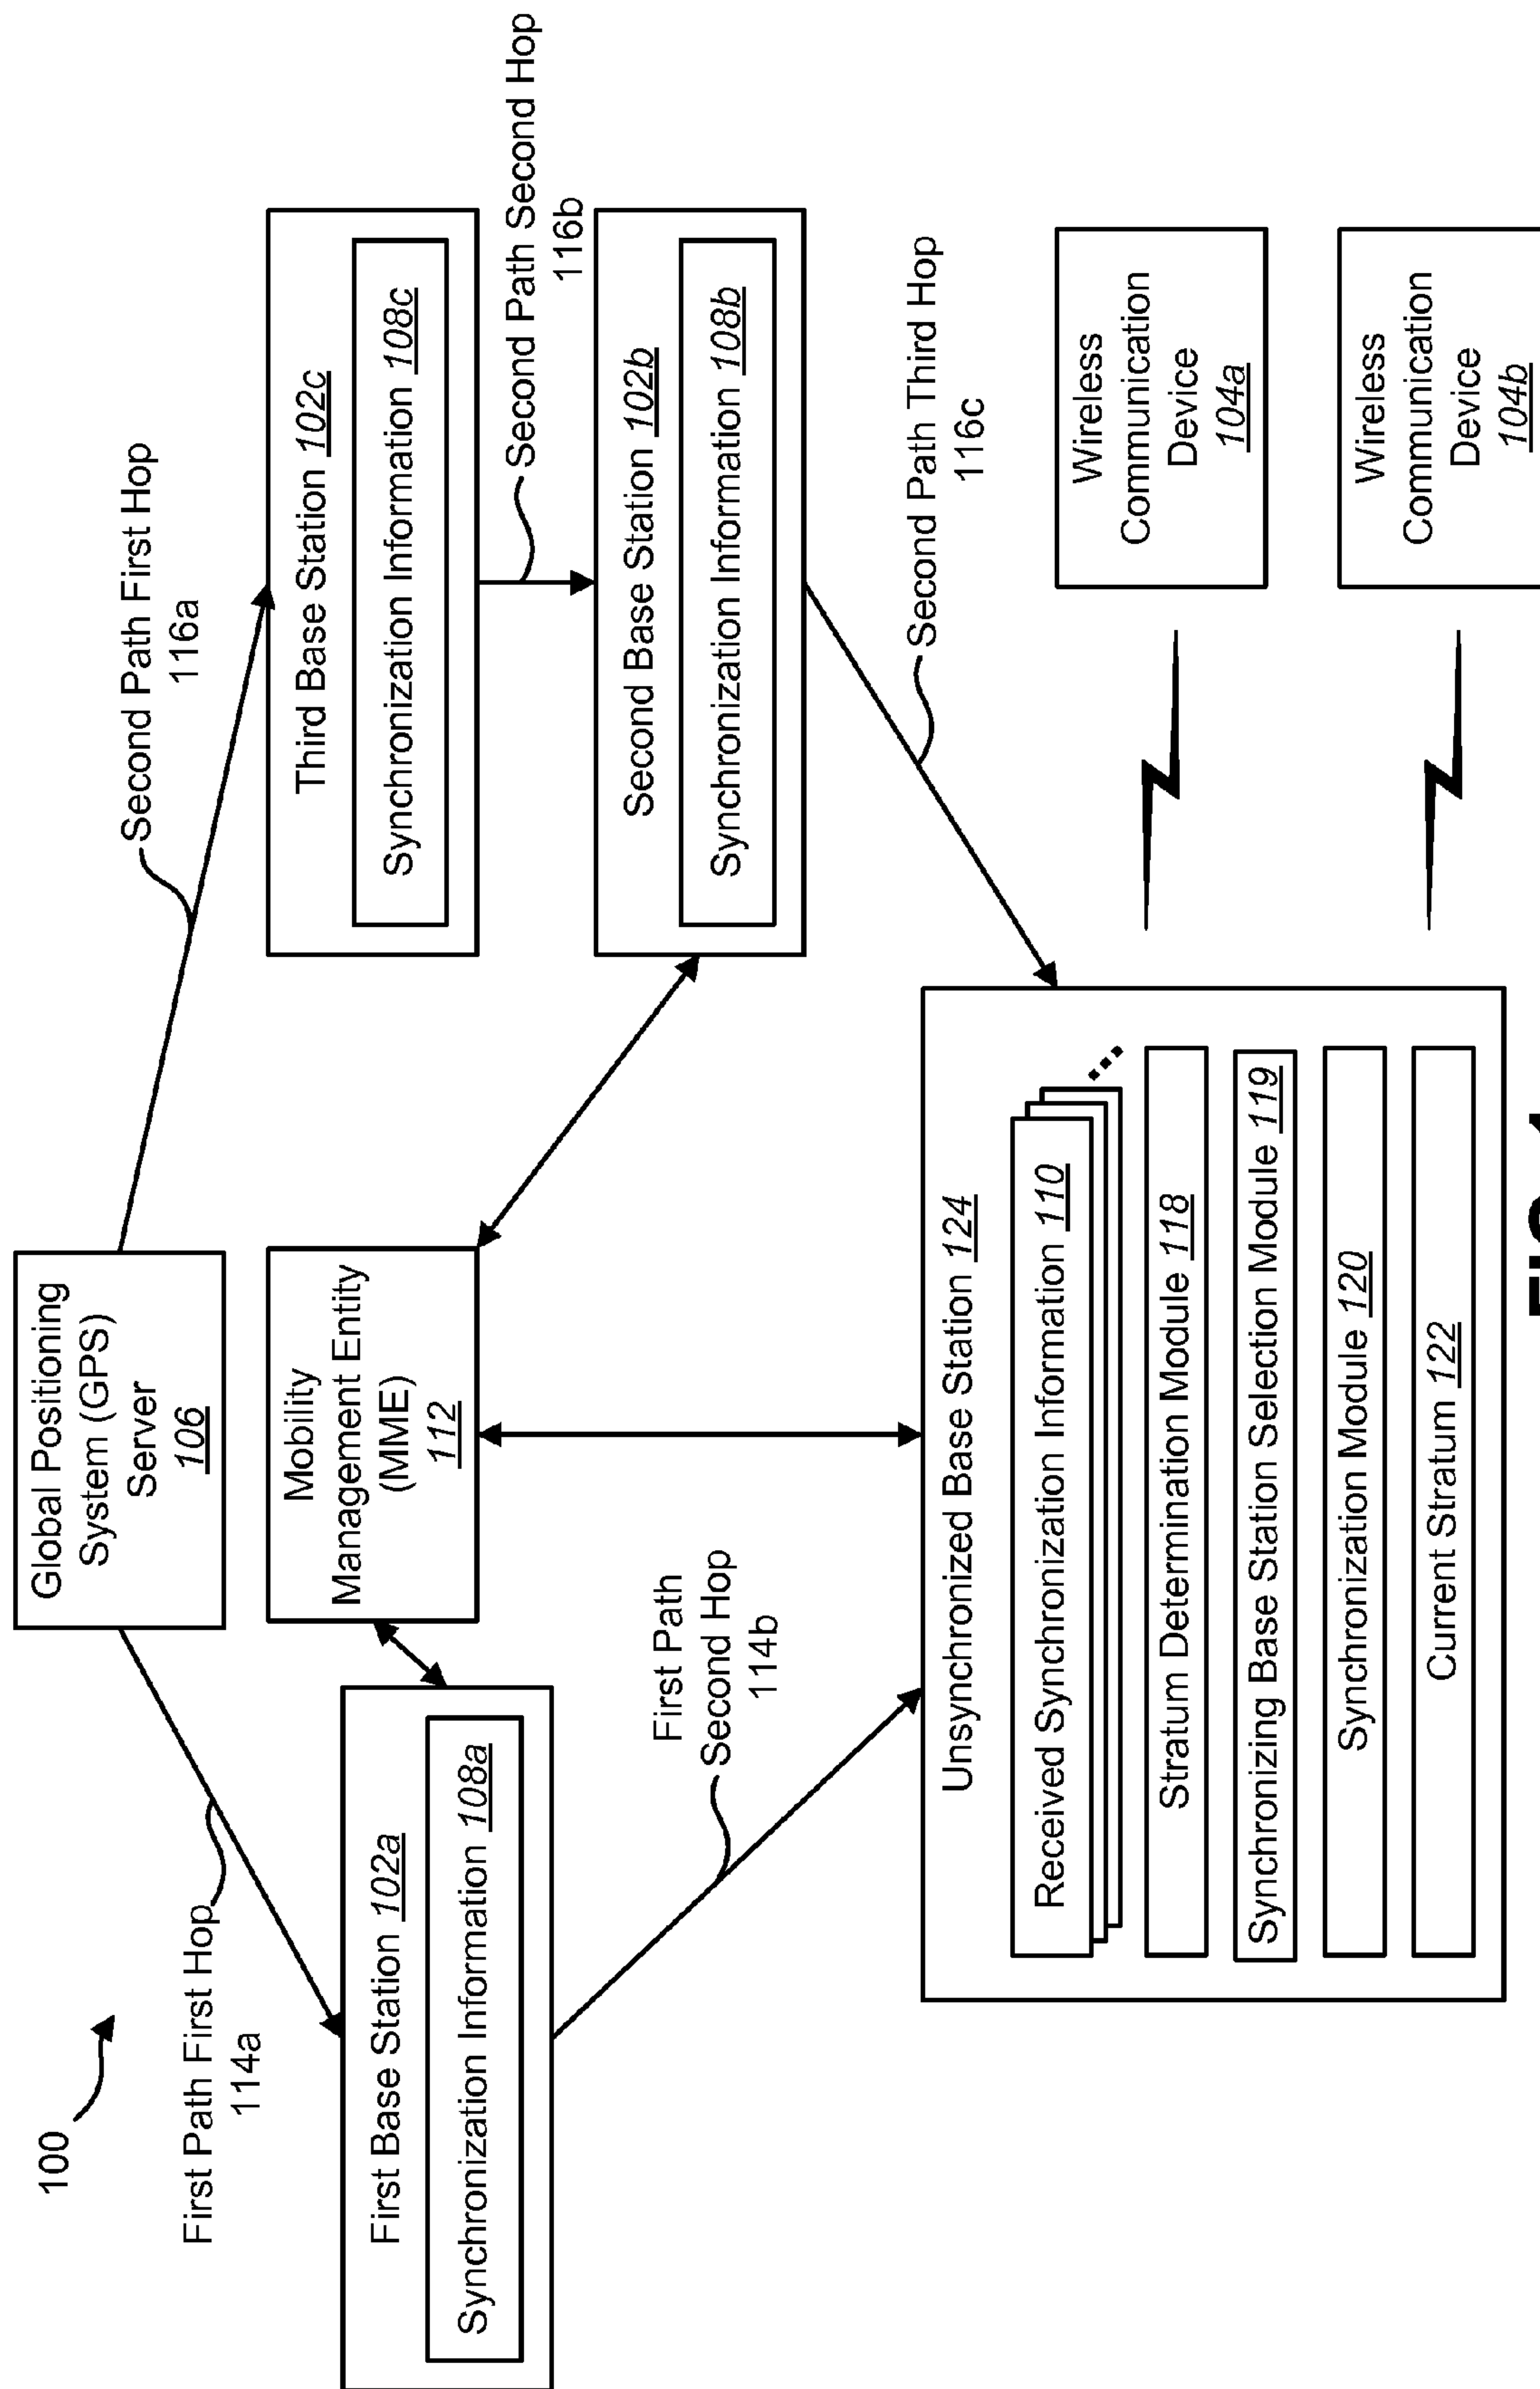 100
Global Positioning
System (GPS)
Server
106
First Path First Hop
114a
Second Path First Hop
116a
First Base Station 102a
Synchronization Information 108a
Mobility
Management Entity
(MME)
112
Third Base Station 102c
Synchronization Information 108c
Second Path Second Hop
116b
Second Base Station 102b
Synchronization Information 108b
First Path
Second Hop
114b
Second Path Third Hop
116c
Unsynchronized Base Station 124
Received Synchronization Information 110
Stratum Determination Module 118
Synchronizing Base Station Selection Module 119
Synchronization Module 120
Current Stratum 122
Wireless
Communication
Device
104a
Wireless
Communication
Device
104b